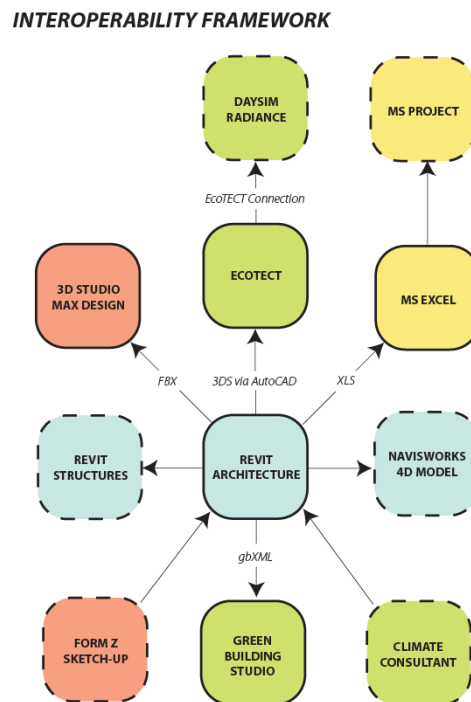 INTEROPERABILITY FRAMEWORK
DAYSIM
RADIANCE
MS PROJECT
EcoTECT Connection
3D STUDIO
MAX DESIGN
ECOTECT
MS EXCEL
FBX
3DS via AutoCAD
XLS
REVIT
STRUCTURES
REVIT
ARCHITECTURE
NAVISWORKS
4D MODEL
gbXML
FORM Z
SKETCH-UP
GREEN
BUILDING
STUDIO
CLIMATE
CONSULTANT